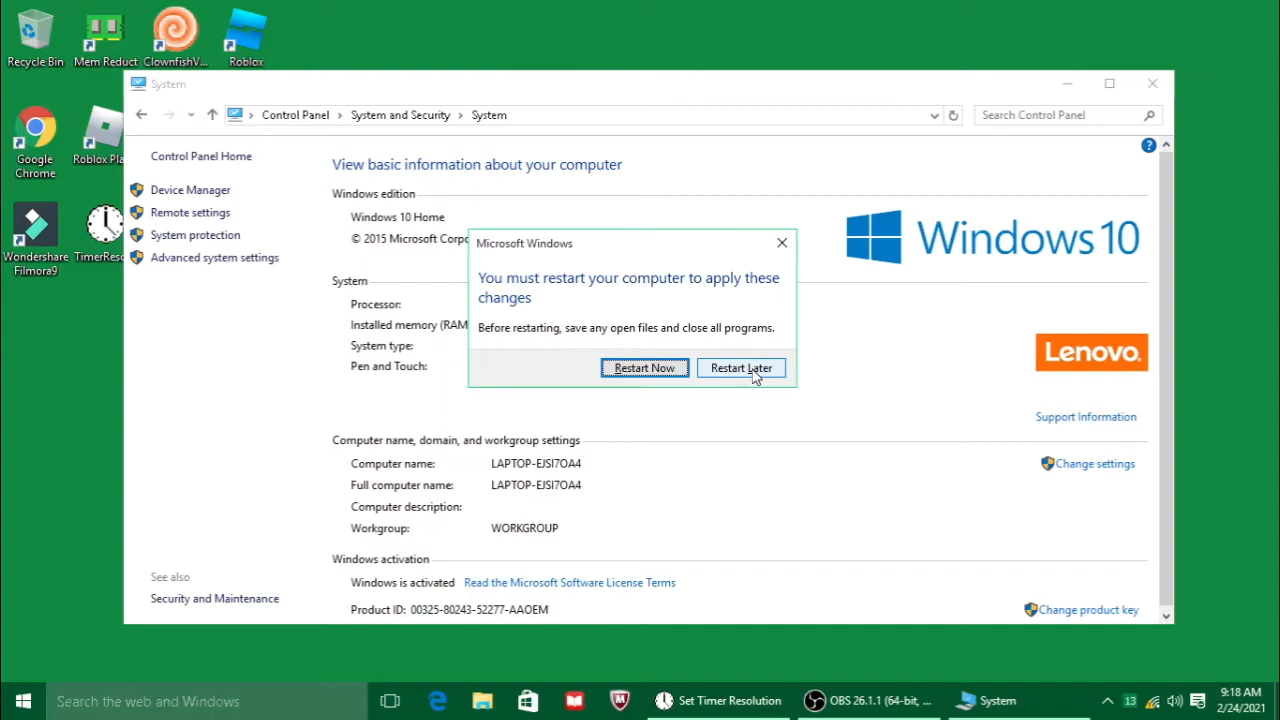 Recycle Bin
Mem Reduct
ClownfishV...
Roblox
Google
Chrome
Roblox Pla
Wondershare
Filmora9
TimerReso
System
Control Panel
System and Security
System
Search Control Panel
Control Panel Home
Device Manager
Remote settings
System protection
Advanced system settings
See also
Security and Maintenance
View basic information about your computer
Windows edition
Windows 10 Home
© 2015 Microsoft Corpo
Windows 10
System
Processor:
Installed memory (RAM
System type:
Pen and Touch:
Lenovo.
Support Information
Microsoft Windows
You must restart your computer to apply these
changes
Before restarting, save any open files and close all programs.
Restart Now
Restart Later
Computer name, domain, and workgroup settings
Computer name: LAPTOP-EJSI7OA4
Change settings
Full computer name: LAPTOP-EJSI7OA4
Computer description:
Workgroup: WORKGROUP
Windows activation
Windows is activated Read the Microsoft Software License Terms
Product ID: 00325-80243-52277-AAOEM
Change product key
Search the web and Windows
Set Timer Resolution
OBS 26.1.1 (64-bit, ...
System
13
9:18 AM
2/24/2021